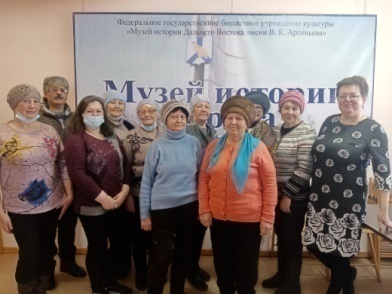 Федеральное государственное бюджетное учреждение культуры
«Музей истории Дальнего Востока имени В. К. Арсеньева»
Музей истории